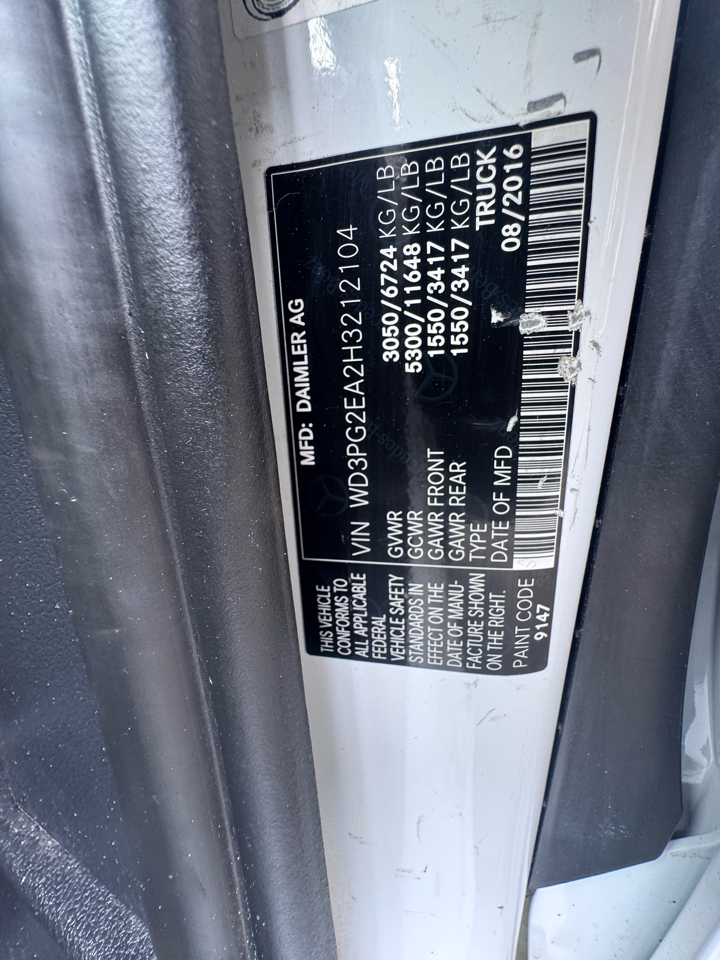 MFD: DAIMLER AG
VIN WD3PG2EA2H3212104
GVWR 3050/6724 KG/LB
GCWR 5300/11648 KG/LB
GAWR FRONT 1550/3417 KG/LB
GAWR REAR 1550/3417 KG/LB
TYPE TRUCK
DATE OF MFD 08/2016
THIS VEHICLE
CONFORMS TO
ALL APPLICABLE
FEDERAL
VEHICLE SAFETY
STANDARDS IN
EFFECT ON THE
DATE OF MANU-
FACTURE SHOWN
ON THE RIGHT.
PAINT CODE
9147